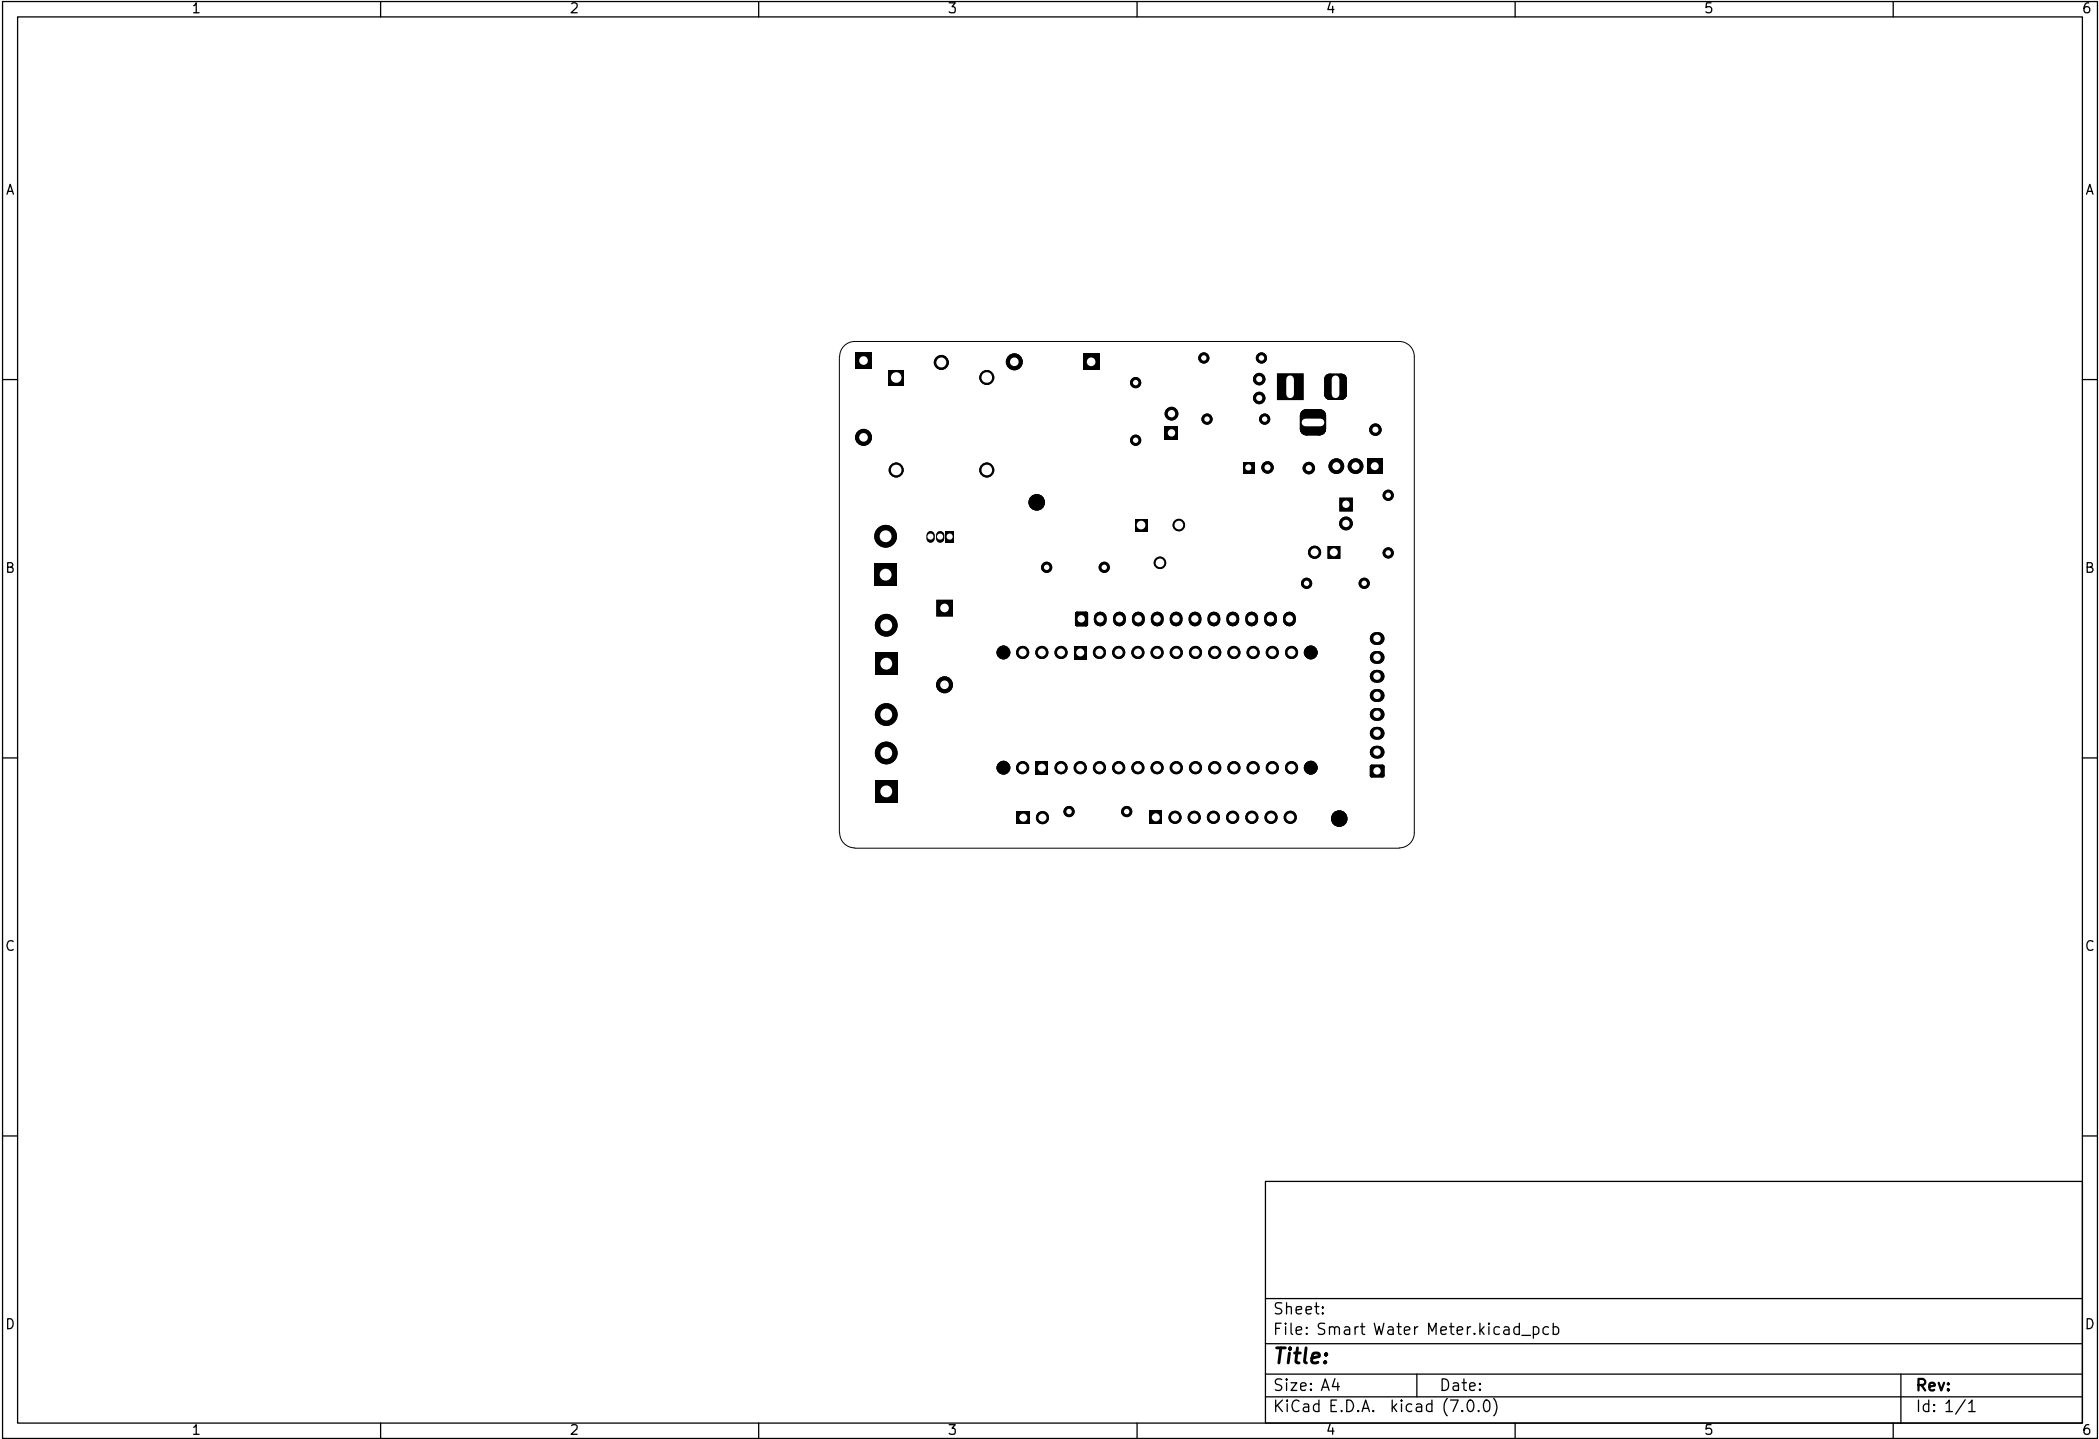 1 2 3 4 5 6
A A
B B
C C
Sheet:
File: Smart Water Meter.kicad_pcb
D D
Title:
Size: A4 Date: Rev:
KiCad E.D.A. kicad (7.0.0) Id: 1/1
1 2 3 4 5 6